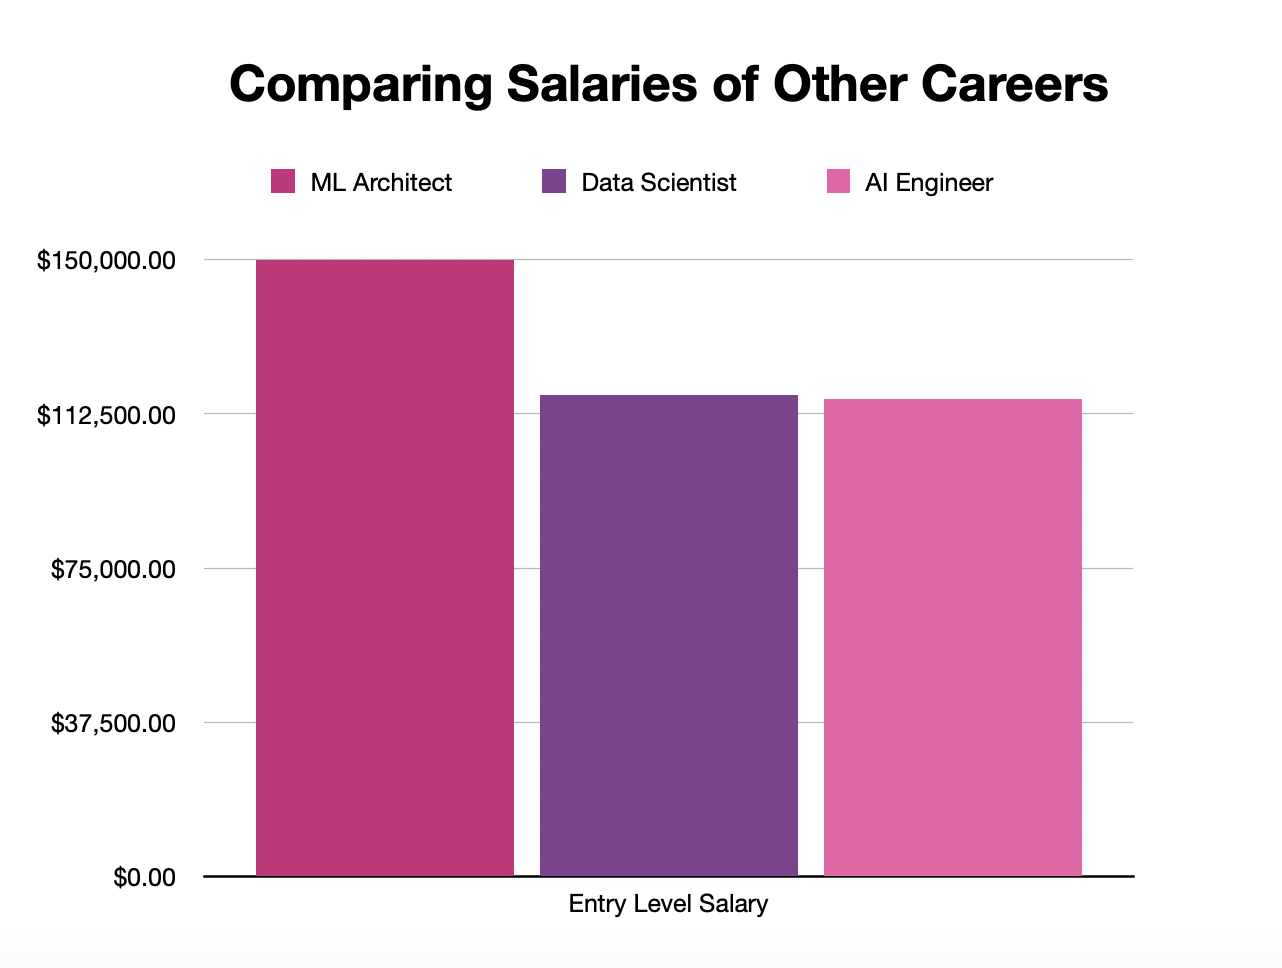 Comparing Salaries of Other Careers
ML Architect Data Scientist AI Engineer
$150,000.00
$112,500.00
$75,000.00
$37,500.00
$0.00
Entry Level Salary